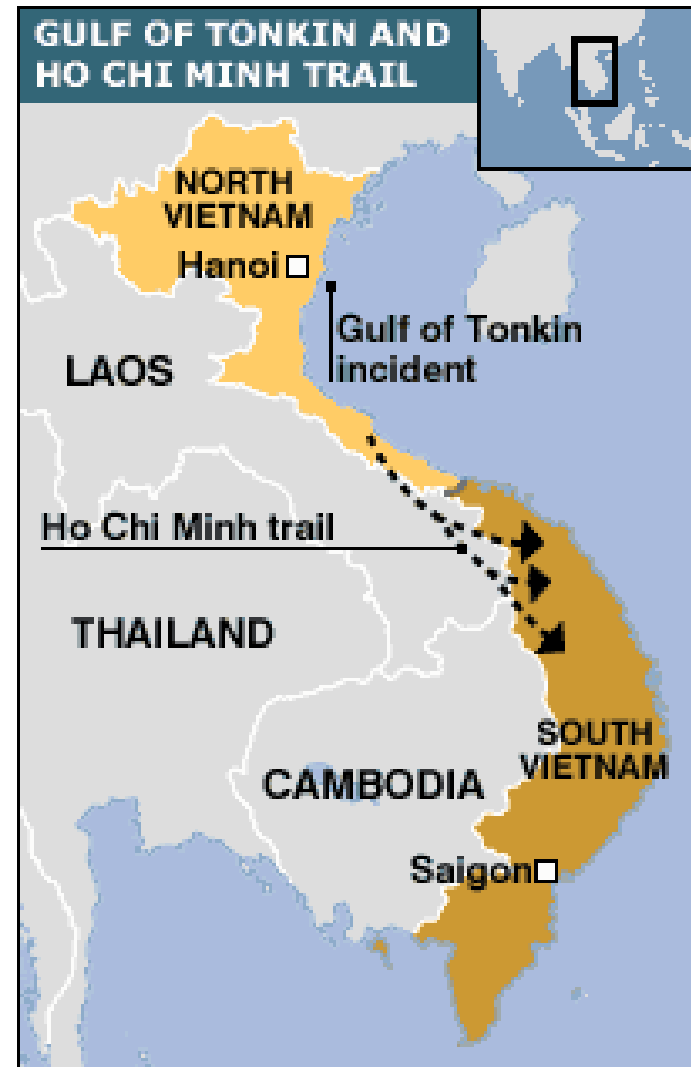 GULF OF TONKIN AND
HO CHI MINH TRAIL
NORTH
VIETNAM
Hanoi
Gulf of Tonkin
incident
LAOS
Ho Chi Minh trail
THAILAND
SOUTH
VIETNAM
CAMBODIA
Saigon